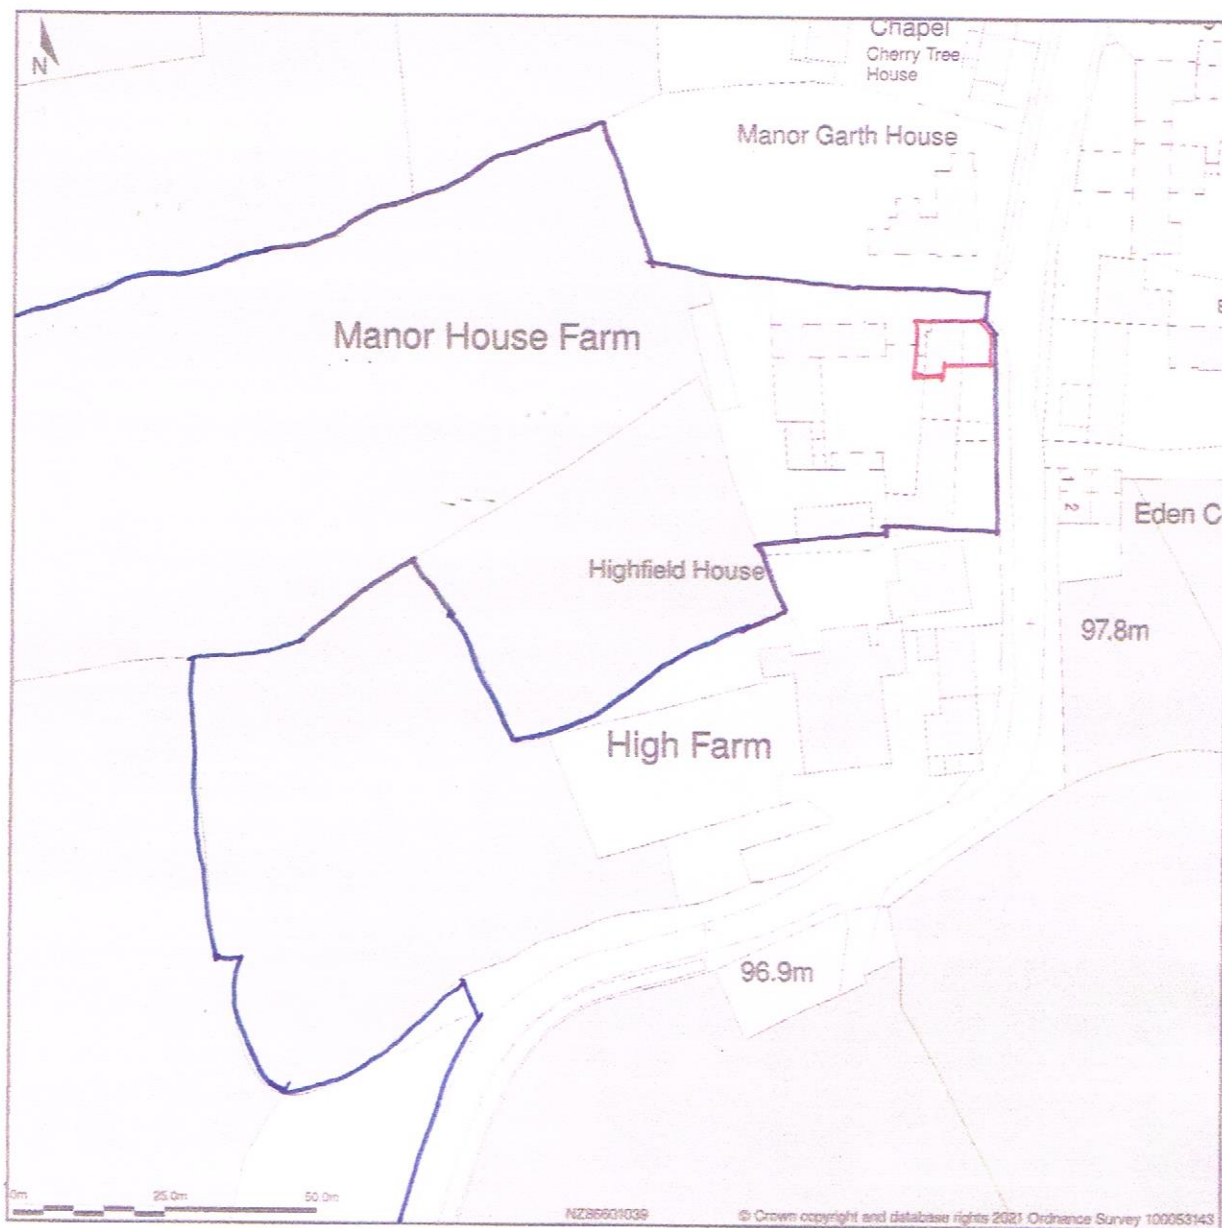 N
Chapel
Cherry Tree
House
Manor Garth House
Manor House Farm
2
Eden C
Highfield House
97.8m
High Farm
96.9m
0m
25.0m
50.0m
© Crown copyright and database rights 2021 Ordnance Survey 100053143